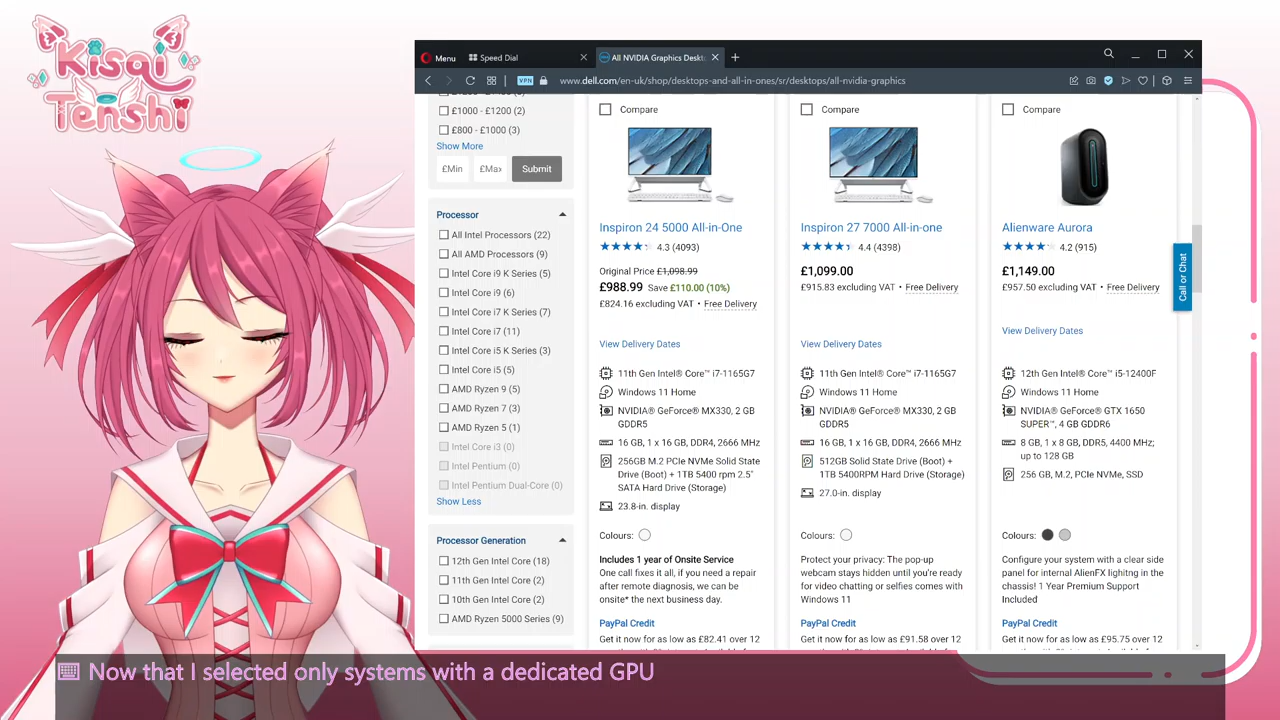 Kisai
Tenshi
Menu
Speed Dial
All NVIDIA Graphics Deskt
VPN
www.dell.com/en-uk/shop/desktops-and-all-in-ones/sr/desktops/all-nvidia-graphics
£1000 - £1200 (2)
£800 - £1000 (3)
Show More
£Min
£Max
Submit
Processor
All Intel Processors (22)
All AMD Processors (9)
Intel Core i9 K Series (5)
Intel Core i9 (6)
Intel Core i7 K Series (7)
Intel Core i7 (11)
Intel Core i5 K Series (3)
Intel Core i5 (5)
AMD Ryzen 9 (5)
AMD Ryzen 7 (3)
AMD Ryzen 5 (1)
Intel Core i3 (0)
Intel Pentium (0)
Intel Pentium Dual-Core (0)
Show Less
Processor Generation
12th Gen Intel Core (18)
11th Gen Intel Core (2)
10th Gen Intel Core (2)
AMD Ryzen 5000 Series (9)
Compare
Inspiron 24 5000 All-in-One
4.3 (4093)
Original Price £1,098.99
£988.99 Save £110.00 (10%)
£824.16 excluding VAT • Free Delivery
View Delivery Dates
11th Gen Intel® Core™ i7-1165G7
Windows 11 Home
NVIDIA® GeForce® MX330, 2 GB
GDDR5
16 GB, 1 x 16 GB, DDR4, 2666 MHz
256GB M.2 PCIe NVMe Solid State
Drive (Boot) + 1TB 5400 rpm 2.5"
SATA Hard Drive (Storage)
23.8-in. display
Colours:
Includes 1 year of Onsite Service
One call fixes it all, if you need a repair
after remote diagnosis, we can be
onsite* the next business day.
PayPal Credit
Get it now for as low as £82.41 over 12
Compare
Inspiron 27 7000 All-in-one
4.4 (4398)
£1,099.00
£915.83 excluding VAT • Free Delivery
View Delivery Dates
11th Gen Intel® Core™ i7-1165G7
Windows 11 Home
NVIDIA® GeForce® MX330, 2 GB
GDDR5
16 GB, 1 x 16 GB, DDR4, 2666 MHz
512GB Solid State Drive (Boot) +
1TB 5400RPM Hard Drive (Storage)
27.0-in. display
Colours:
Protect your privacy: The pop-up
webcam stays hidden until you're ready
for video chatting or selfies comes with
Windows 11
PayPal Credit
Get it now for as low as £91.58 over 12
Compare
Alienware Aurora
4.2 (915)
£1,149.00
£957.50 excluding VAT • Free Delivery
View Delivery Dates
12th Gen Intel® Core™ i5-12400F
Windows 11 Home
NVIDIA® GeForce® GTX 1650
SUPER™, 4 GB GDDR6
8 GB, 1 x 8 GB, DDR5, 4400 MHz;
up to 128 GB
256 GB, M.2, PCIe NVMe, SSD
Colours:
Configure your system with a clear side
panel for internal AlienFX lighitng in the
chassis! 1 Year Premium Support
Included
PayPal Credit
Get it now for as low as £95.75 over 12
Call or Chat
Now that I selected only systems with a dedicated GPU